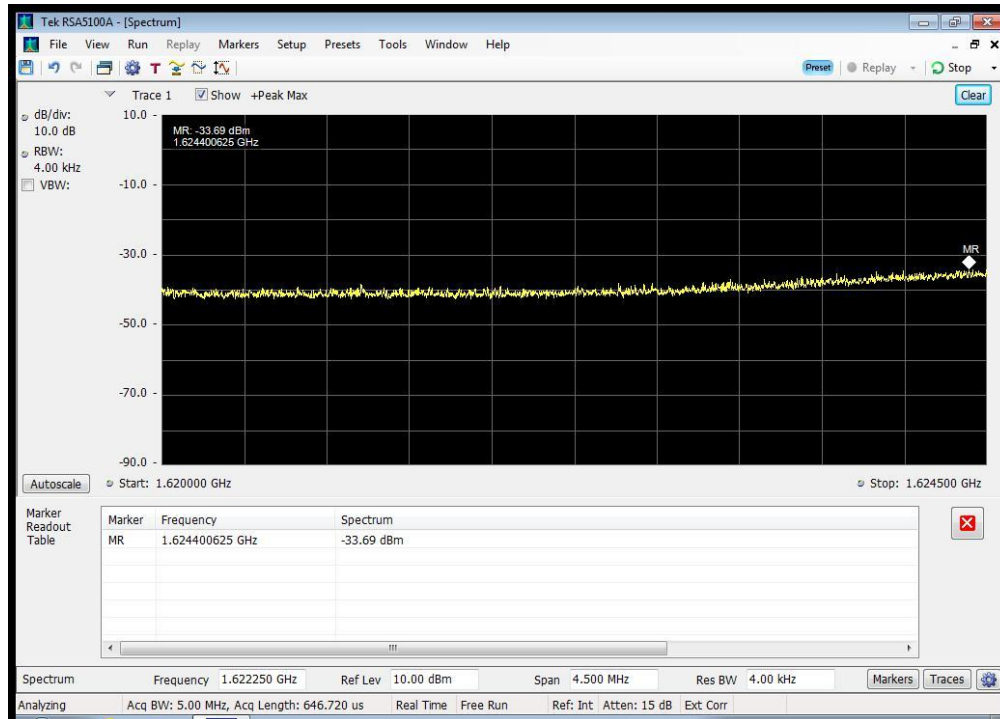 Tek RSA5100A - [Spectrum]
File View Run Replay Markers Setup Presets Tools Window Help
T Preset Replay Stop
Trace 1 Show +Peak Max Clear
dB/div:
10.0 dB
RBW:
4.00 kHz
VBW:
10.0
-10.0
-30.0
-50.0
-70.0
-90.0
MR: -33.69 dBm
1.624400625 GHz
MR
Autoscale Start: 1.620000 GHz Stop: 1.624500 GHz
Marker
Readout
Table
Marker Frequency Spectrum
MR 1.624400625 GHz -33.69 dBm
Spectrum Frequency 1.622250 GHz Ref Lev 10.00 dBm Span 4.500 MHz Res BW 4.00 kHz Markers Traces
Analyzing Acq BW: 5.00 MHz, Acq Length: 646.720 us Real Time Free Run Ref: Int Atten: 15 dB Ext Corr